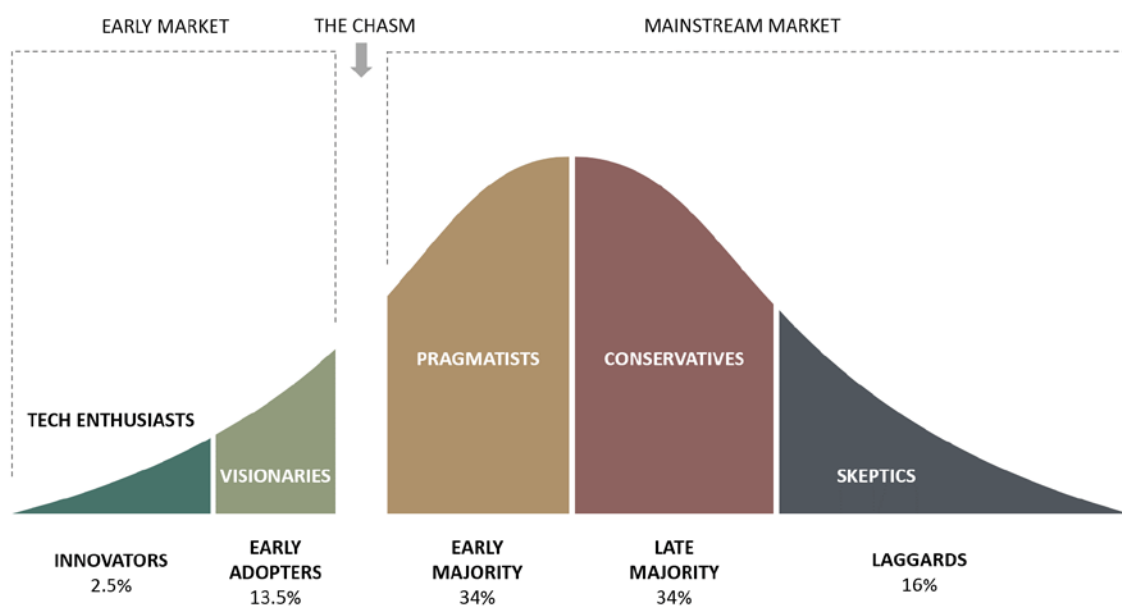 EARLY MARKET
THE CHASM
MAINSTREAM MARKET
PRAGMATISTS
CONSERVATIVES
TECH ENTHUSIASTS
VISIONARIES
SKEPTICS
INNOVATORS
2.5%
EARLY
ADOPTERS
13.5%
EARLY
MAJORITY
34%
LATE
MAJORITY
34%
LAGGARDS
16%